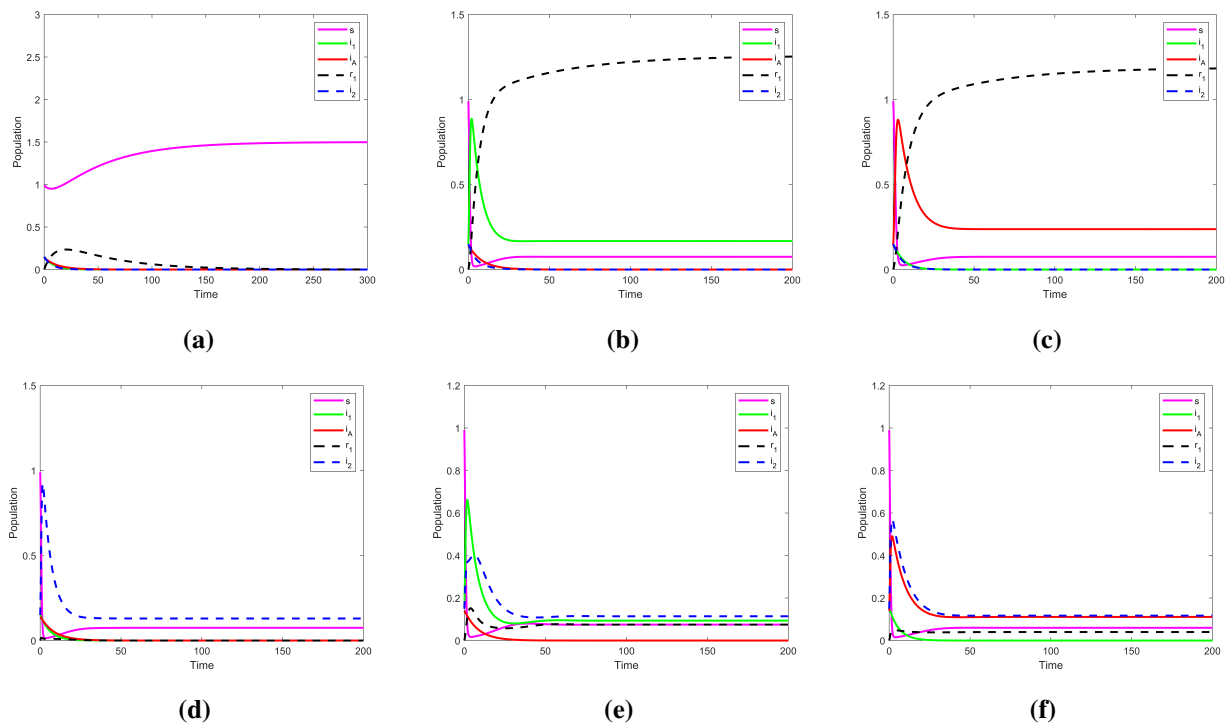 3
2.5
2
1.5
1
0.5
0
Population
0 50 100 150 200 250 300
Time
s
i1
iA
r1
i2
(a)
1.5
1
0.5
0
Population
0 50 100 150 200
Time
s
i1
iA
r1
i2
(b)
1.5
1
0.5
0
Population
0 50 100 150 200
Time
s
i1
iA
r1
i2
(c)
1.5
1
0.5
0
Population
0 50 100 150 200
Time
s
i1
iA
r1
i2
(d)
1.2
1
0.8
0.6
0.4
0.2
0
Population
0 50 100 150 200
Time
s
i1
iA
r1
i2
(e)
1.2
1
0.8
0.6
0.4
0.2
0
Population
0 50 100 150 200
Time
s
i1
iA
r1
i2
(f)